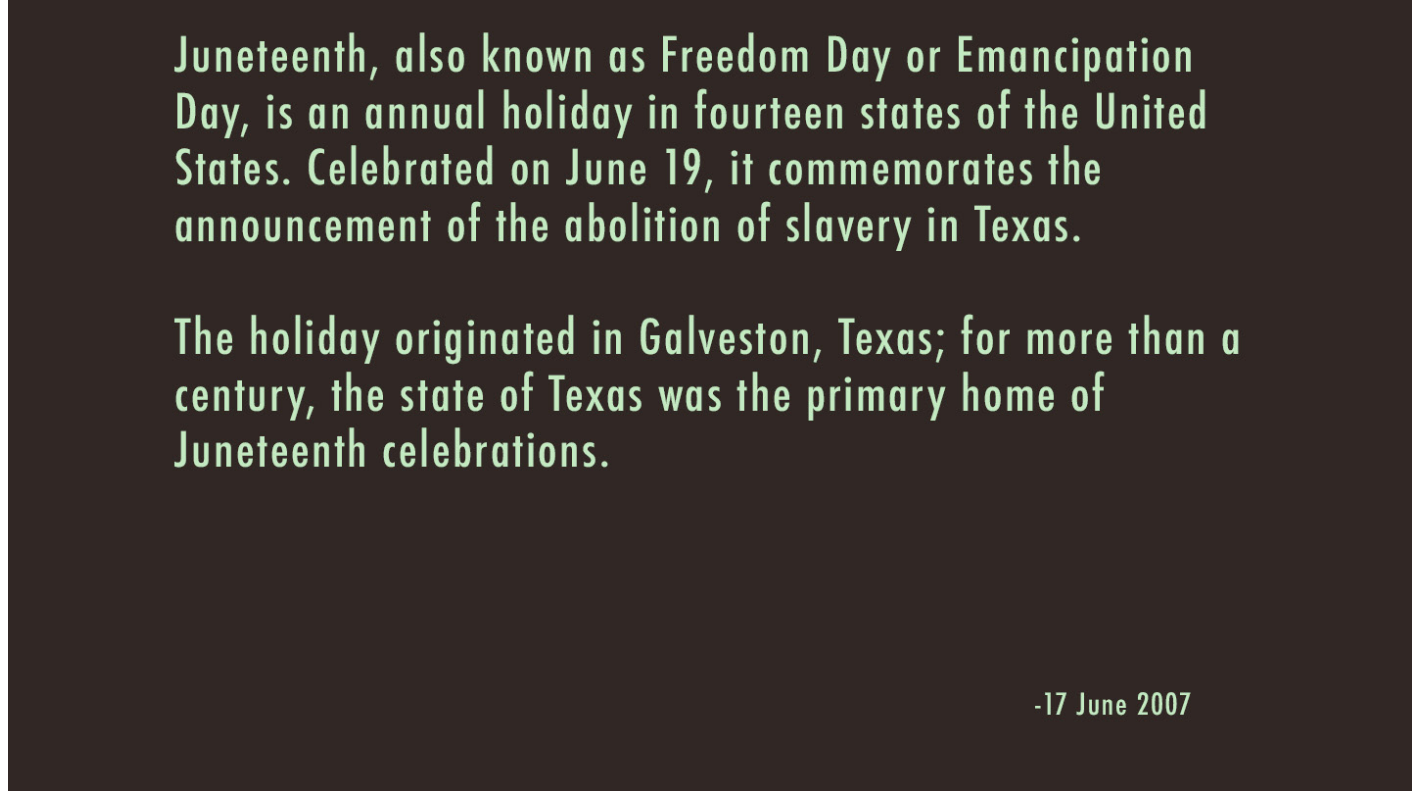 Juneteenth, also known as Freedom Day or Emancipation
Day, is an annual holiday in fourteen states of the United
States. Celebrated on June 19, it commemorates the
announcement of the abolition of slavery in Texas.
The holiday originated in Galveston, Texas; for more than a
century, the state of Texas was the primary home of
Juneteenth celebrations.
-17 June 2007